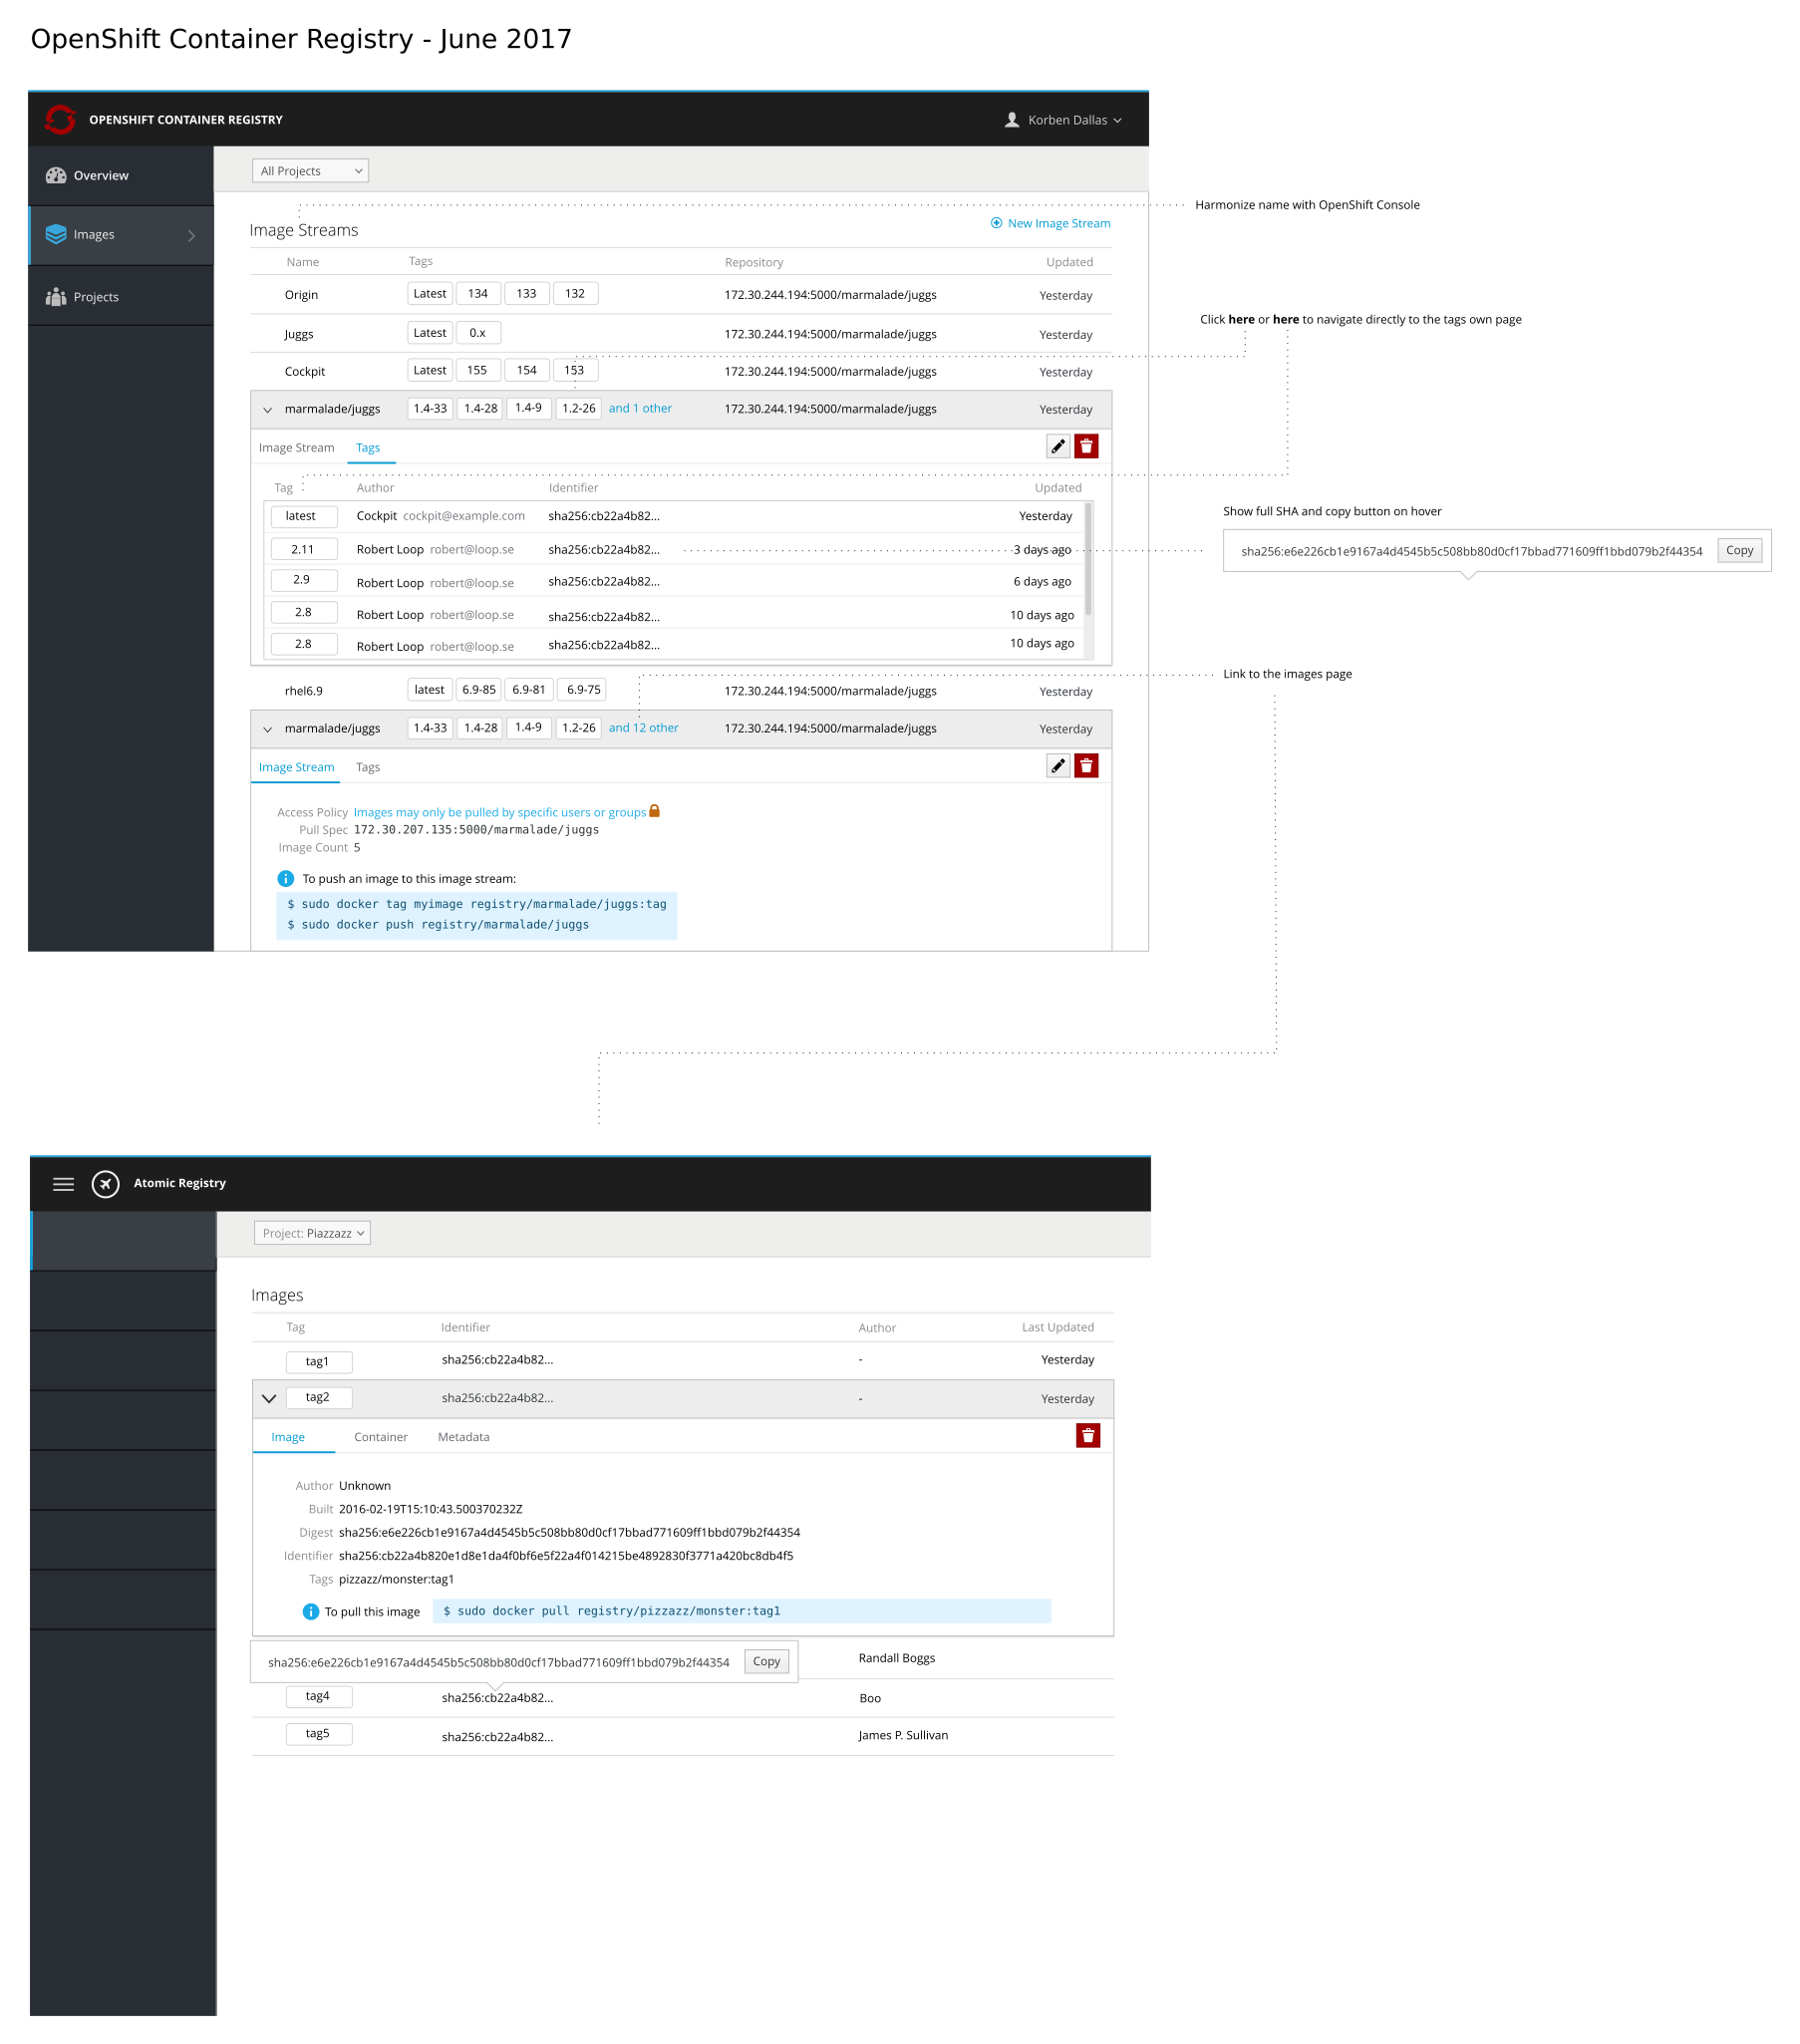 OpenShift Container Registry - June 2017
OPENSHIFT CONTAINER REGISTRY
Korben Dallas
Overview
Images
Projects
All Projects
Harmonize name with OpenShift Console
Image Streams
New Image Stream
Name Tags Repository Updated
Origin Latest 134 133 132 172.30.244.194:5000/marmalade/juggs Yesterday
Click here or here to navigate directly to the tags own page
Juggs Latest 0.x 172.30.244.194:5000/marmalade/juggs Yesterday
Cockpit Latest 155 154 153 172.30.244.194:5000/marmalade/juggs Yesterday
marmalade/juggs 1.4-33 1.4-28 1.4-9 1.2-26 and 1 other 172.30.244.194:5000/marmalade/juggs Yesterday
Image Stream Tags
Tag Author Identifier Updated
latest Cockpit cockpit@example.com sha256:cb22a4b82... Yesterday
2.11 Robert Loop robert@loop.se sha256:cb22a4b82... 3 days ago
2.9 Robert Loop robert@loop.se sha256:cb22a4b82... 6 days ago
2.8 Robert Loop robert@loop.se sha256:cb22a4b82... 10 days ago
2.8 Robert Loop robert@loop.se sha256:cb22a4b82... 10 days ago
Show full SHA and copy button on hover
sha256:e6e226cb1e9167a4d4545b5c508bb80d0cf17bbad771609ff1bbd079b2f44354 Copy
Link to the images page
rhel6.9 latest 6.9-85 6.9-81 6.9-75 172.30.244.194:5000/marmalade/juggs Yesterday
marmalade/juggs 1.4-33 1.4-28 1.4-9 1.2-26 and 12 other 172.30.244.194:5000/marmalade/juggs Yesterday
Image Stream Tags
Access Policy Images may only be pulled by specific users or groups
Pull Spec 172.30.207.135:5000/marmalade/juggs
Image Count 5
To push an image to this image stream:
$ sudo docker tag myimage registry/marmalade/juggs:tag
$ sudo docker push registry/marmalade/juggs
Atomic Registry
Project: Piazzazz
Images
Tag Identifier Author Last Updated
tag1 sha256:cb22a4b82... - Yesterday
tag2 sha256:cb22a4b82... - Yesterday
Image Container Metadata
Author Unknown
Built 2016-02-19T15:10:43.500370232Z
Digest sha256:e6e226cb1e9167a4d4545b5c508bb80d0cf17bbad771609ff1bbd079b2f44354
Identifier sha256:cb22a4b820e1d8e1da4f0bf6e5f22a4f014215be4892830f3771a420bc8db4f5
Tags pizzazz/monster:tag1
To pull this image $ sudo docker pull registry/pizzazz/monster:tag1
sha256:e6e226cb1e9167a4d4545b5c508bb80d0cf17bbad771609ff1bbd079b2f44354 Copy Randall Boggs
tag4 sha256:cb22a4b82... Boo
tag5 sha256:cb22a4b82... James P. Sullivan